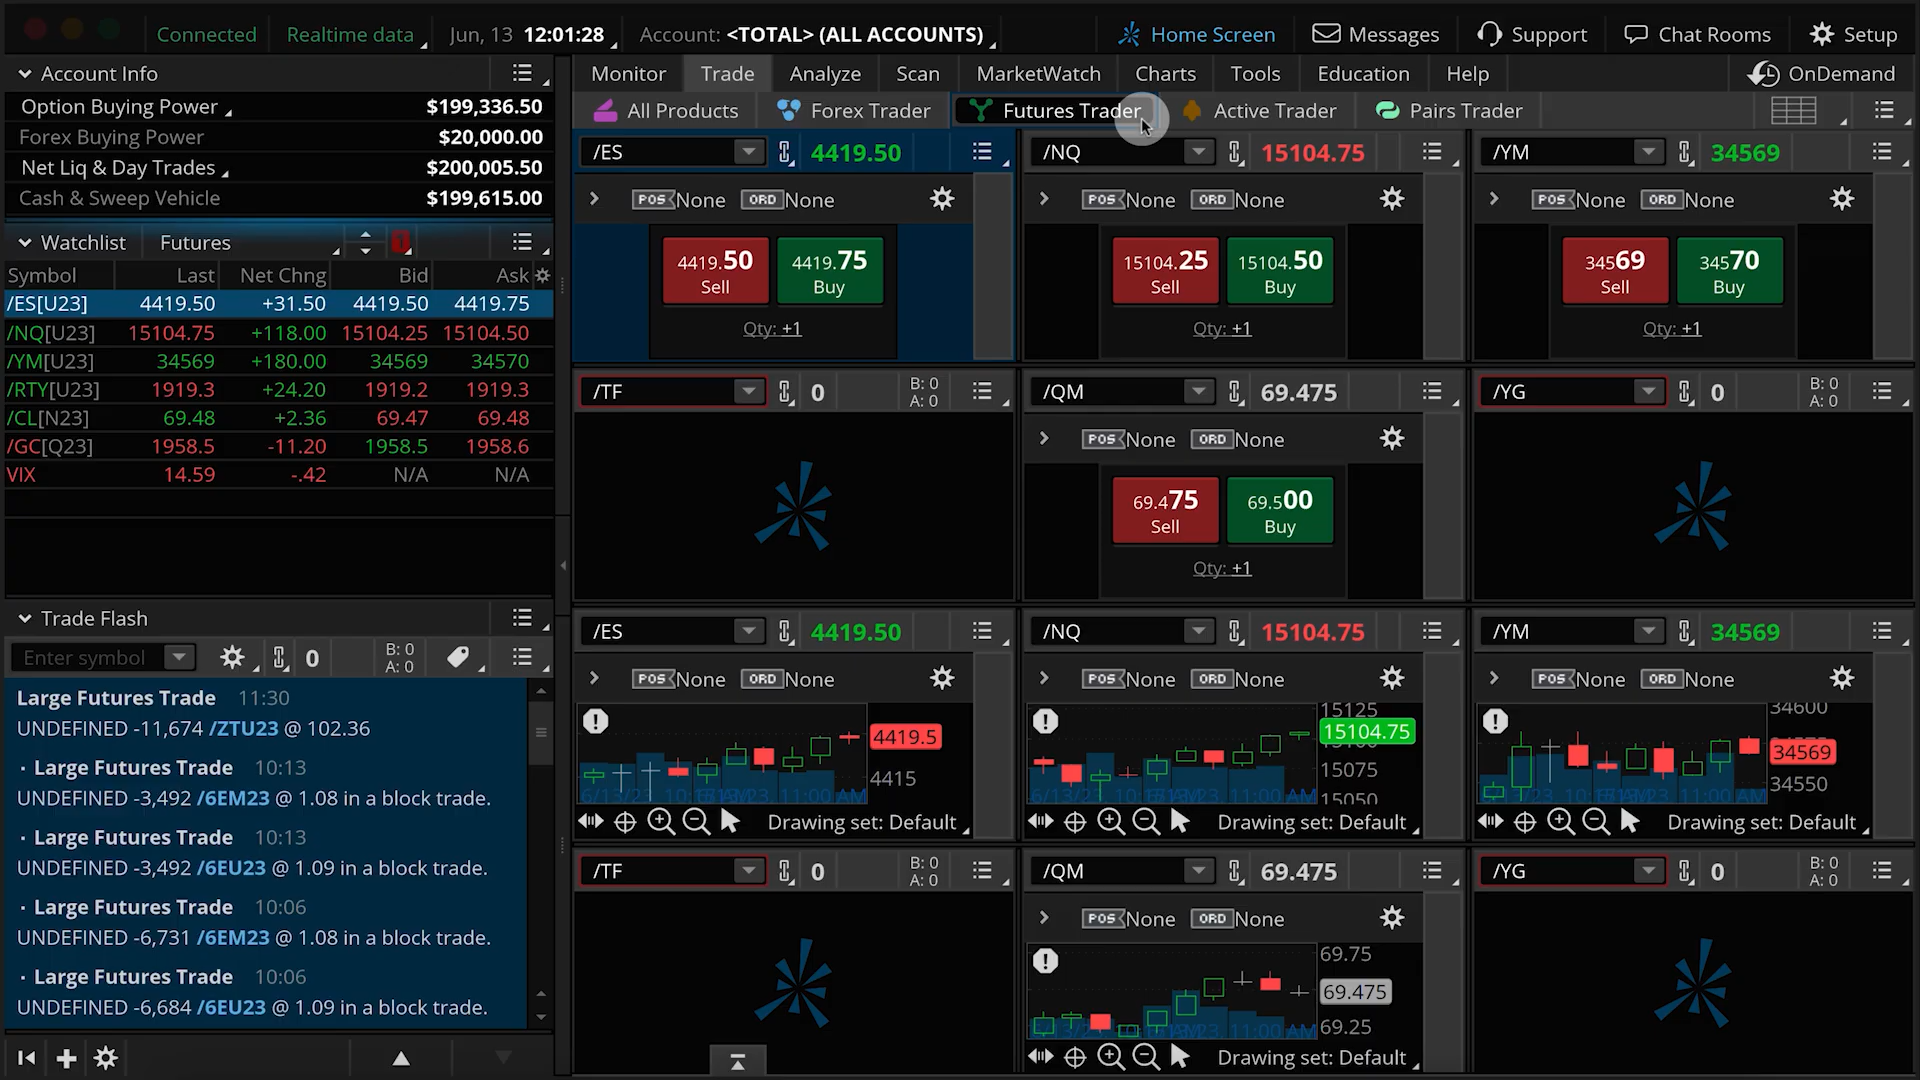 Connected
Realtime data
Jun, 13 12:01:28
Account: <TOTAL> (ALL ACCOUNTS)
Home Screen
Messages
Support
Chat Rooms
Setup
Account Info
Option Buying Power $199,336.50
Forex Buying Power $20,000.00
Net Liq & Day Trades $200,005.50
Cash & Sweep Vehicle $199,615.00
Watchlist Futures 1
Symbol Last Net Chng Bid Ask
/ES[U23] 4419.50 +31.50 4419.50 4419.75
/NQ[U23] 15104.75 +118.00 15104.25 15104.50
/YM[U23] 34569 +180.00 34569 34570
/RTY[U23] 1919.3 +24.20 1919.2 1919.3
/CL[N23] 69.48 +2.36 69.47 69.48
/GC[Q23] 1958.5 -11.20 1958.5 1958.6
VIX 14.59 -.42 N/A N/A
Trade Flash
Enter symbol 0 B: 0
A: 0
Large Futures Trade 11:30
UNDEFINED -11,674 /ZTU23 @ 102.36
· Large Futures Trade 10:13
UNDEFINED -3,492 /6EM23 @ 1.08 in a block trade.
· Large Futures Trade 10:13
UNDEFINED -3,492 /6EU23 @ 1.09 in a block trade.
· Large Futures Trade 10:06
UNDEFINED -6,731 /6EM23 @ 1.08 in a block trade.
· Large Futures Trade 10:06
UNDEFINED -6,684 /6EU23 @ 1.09 in a block trade.
Monitor Trade Analyze Scan MarketWatch Charts Tools Education Help OnDemand
All Products Forex Trader Futures Trader Active Trader Pairs Trader
/ES 4419.50
POS None ORD None
4419.50 4419.75
Sell Buy
Qty: +1
/NQ 15104.75
POS None ORD None
15104.25 15104.50
Sell Buy
Qty: +1
/YM 34569
POS None ORD None
34569 34570
Sell Buy
Qty: +1
/TF 0 B: 0
A: 0
/QM 69.475
POS None ORD None
69.475 69.500
Sell Buy
Qty: +1
/YG 0 B: 0
A: 0
/ES 4419.50
POS None ORD None
4419.5
4415
Drawing set: Default
/NQ 15104.75
POS None ORD None
15125
15104.75
15075
15050
Drawing set: Default
/YM 34569
POS None ORD None
34600
34569
34550
Drawing set: Default
/TF 0 B: 0
A: 0
/QM 69.475
POS None ORD None
69.75
69.475
69.25
Drawing set: Default
/YG 0 B: 0
A: 0